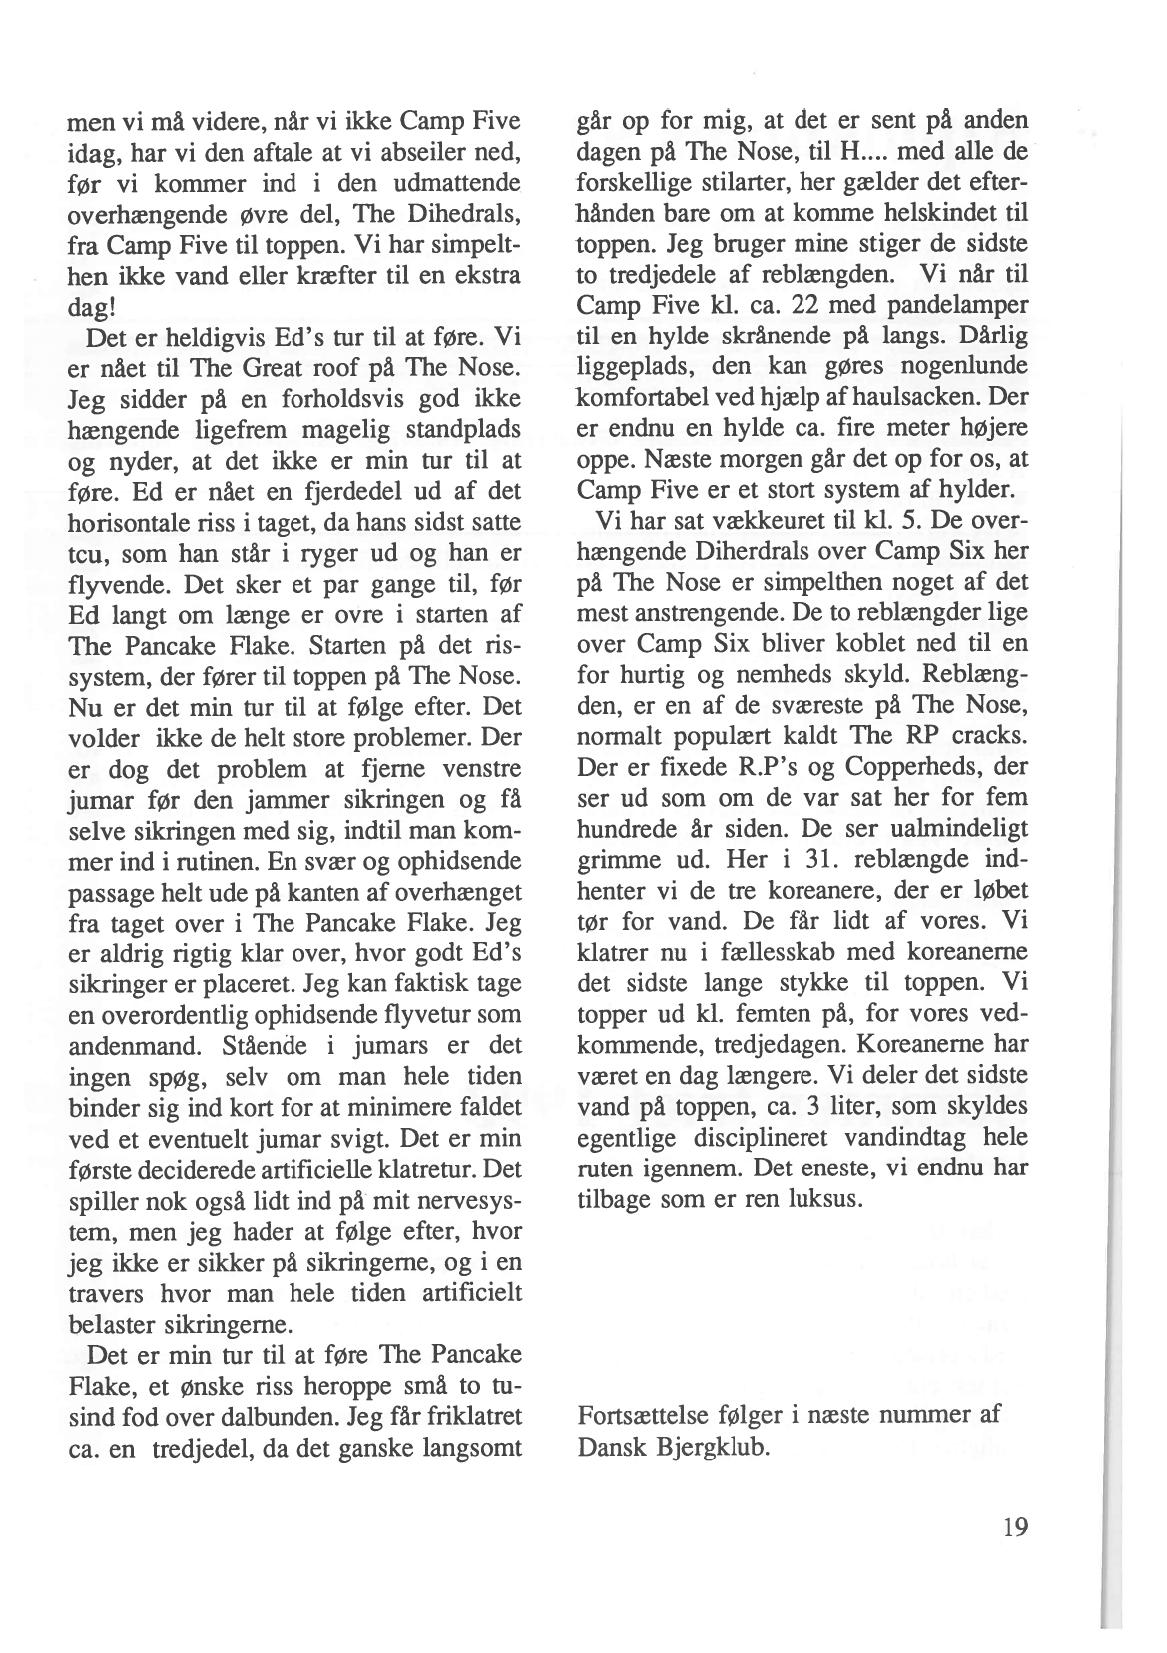 men vi må videre, når vi ikke Camp Five
idag, har vi den aftale at vi abseiler ned,
før vi kommer ind i den udmattende
overhængende øvre del, The Dihedrals,
fra Camp Five til toppen. Vi har simpelt-
hen ikke vand eller kræfter til en ekstra
dag!
Det er heldigvis Ed's tur til at føre. Vi
er nået til The Great roof på The Nose.
Jeg sidder på en forholdsvis god ikke
hængende ligefrem magelig standplads
og nyder, at det ikke er min tur til at
føre. Ed er nået en fjerdedel ud af det
horisontale riss i taget, da hans sidst satte
tcu, som han står i ryger ud og han er
flyvende. Det sker et par gange til, før
Ed langt om længe er ovre i starten af
The Pancake Flake. Starten på det ris-
system, der fører til toppen på The Nose.
Nu er det min tur til at følge efter. Det
volder ikke de helt store problemer. Der
er dog det problem at fjerne venstre
jumar før den jammer sikringen og få
selve sikringen med sig, indtil man kom-
mer ind i rutinen. En svær og ophidsende
passage helt ude på kanten af overhænget
fra taget over i The Pancake Flake. Jeg
er aldrig rigtig klar over, hvor godt Ed's
sikringer er placeret. Jeg kan faktisk tage
en overordentlig ophidsende flyvetur som
andenmand. Stående i jumars er det
ingen spøg, selv om man hele tiden
binder sig ind kort for at minimere faldet
ved et eventuelt jumar svigt. Det er min
første deciderede artificielle klatretur. Det
spiller nok også lidt ind på mit nervesys-
tem, men jeg hader at følge efter, hvor
jeg ikke er sikker på sikringerne, og i en
travers hvor man hele tiden artificielt
belaster sikringerne.
Det er min tur til at føre The Pancake
Flake, et ønske riss heroppe små to tu-
sind fod over dalbunden. Jeg får friklatret
ca. en tredjedel, da det ganske langsomt
går op for mig, at det er sent på anden
dagen på The Nose, til H.... med alle de
forskellige stilarter, her gælder det efter-
hånden bare om at komme helskindet til
toppen. Jeg bruger mine stiger de sidste
to tredjedele af reblængden. Vi når til
Camp Five kl. ca. 22 med pandelamper
til en hylde skrånende på langs. Dårlig
liggeplads, den kan gøres nogenlunde
komfortabel ved hjælp af haulsacken. Der
er endnu en hylde ca. fire meter højere
oppe. Næste morgen går det op for os, at
Camp Five er et stort system af hylder.
Vi har sat vækkeuret til kl. 5. De over-
hængende Diherdrals over Camp Six her
på The Nose er simpelthen noget af det
mest anstrengende. De to reblængder lige
over Camp Six bliver koblet ned til en
for hurtig og nemheds skyld. Reblæng-
den, er en af de sværeste på The Nose,
normalt populært kaldt The RP cracks.
Der er fixede R.P's og Copperheds, der
ser ud som om de var sat her for fem
hundrede år siden. De ser ualmindeligt
grimme ud. Her i 31. reblængde ind-
henter vi de tre koreanere, der er løbet
tør for vand. De får lidt af vores. Vi
klatrer nu i fællesskab med koreanerne
det sidste lange stykke til toppen. Vi
topper ud kl. femten på, for vores ved-
kommende, tredjedagen. Koreanerne har
været en dag længere. Vi deler det sidste
vand på toppen, ca. 3 liter, som skyldes
egentlige disciplineret vandindtag hele
ruten igennem. Det eneste, vi endnu har
tilbage som er ren luksus.
Fortsættelse følger i næste nummer af
Dansk Bjergklub.
19